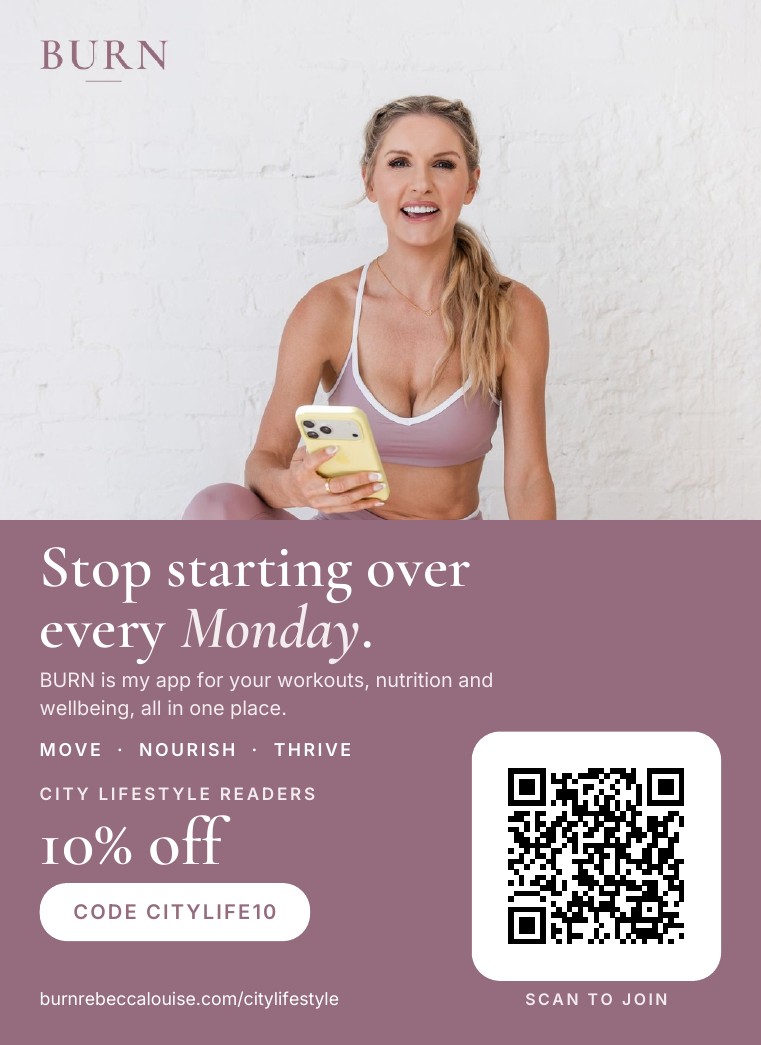 BURN
Stop starting over
every Monday.
BURN is my app for your workouts, nutrition and
wellbeing, all in one place.
MOVE · NOURISH · THRIVE
CITY LIFESTYLE READERS
10% off
CODE CITYLIFE10
burnrebeccalouise.com/citylifestyle
SCAN TO JOIN